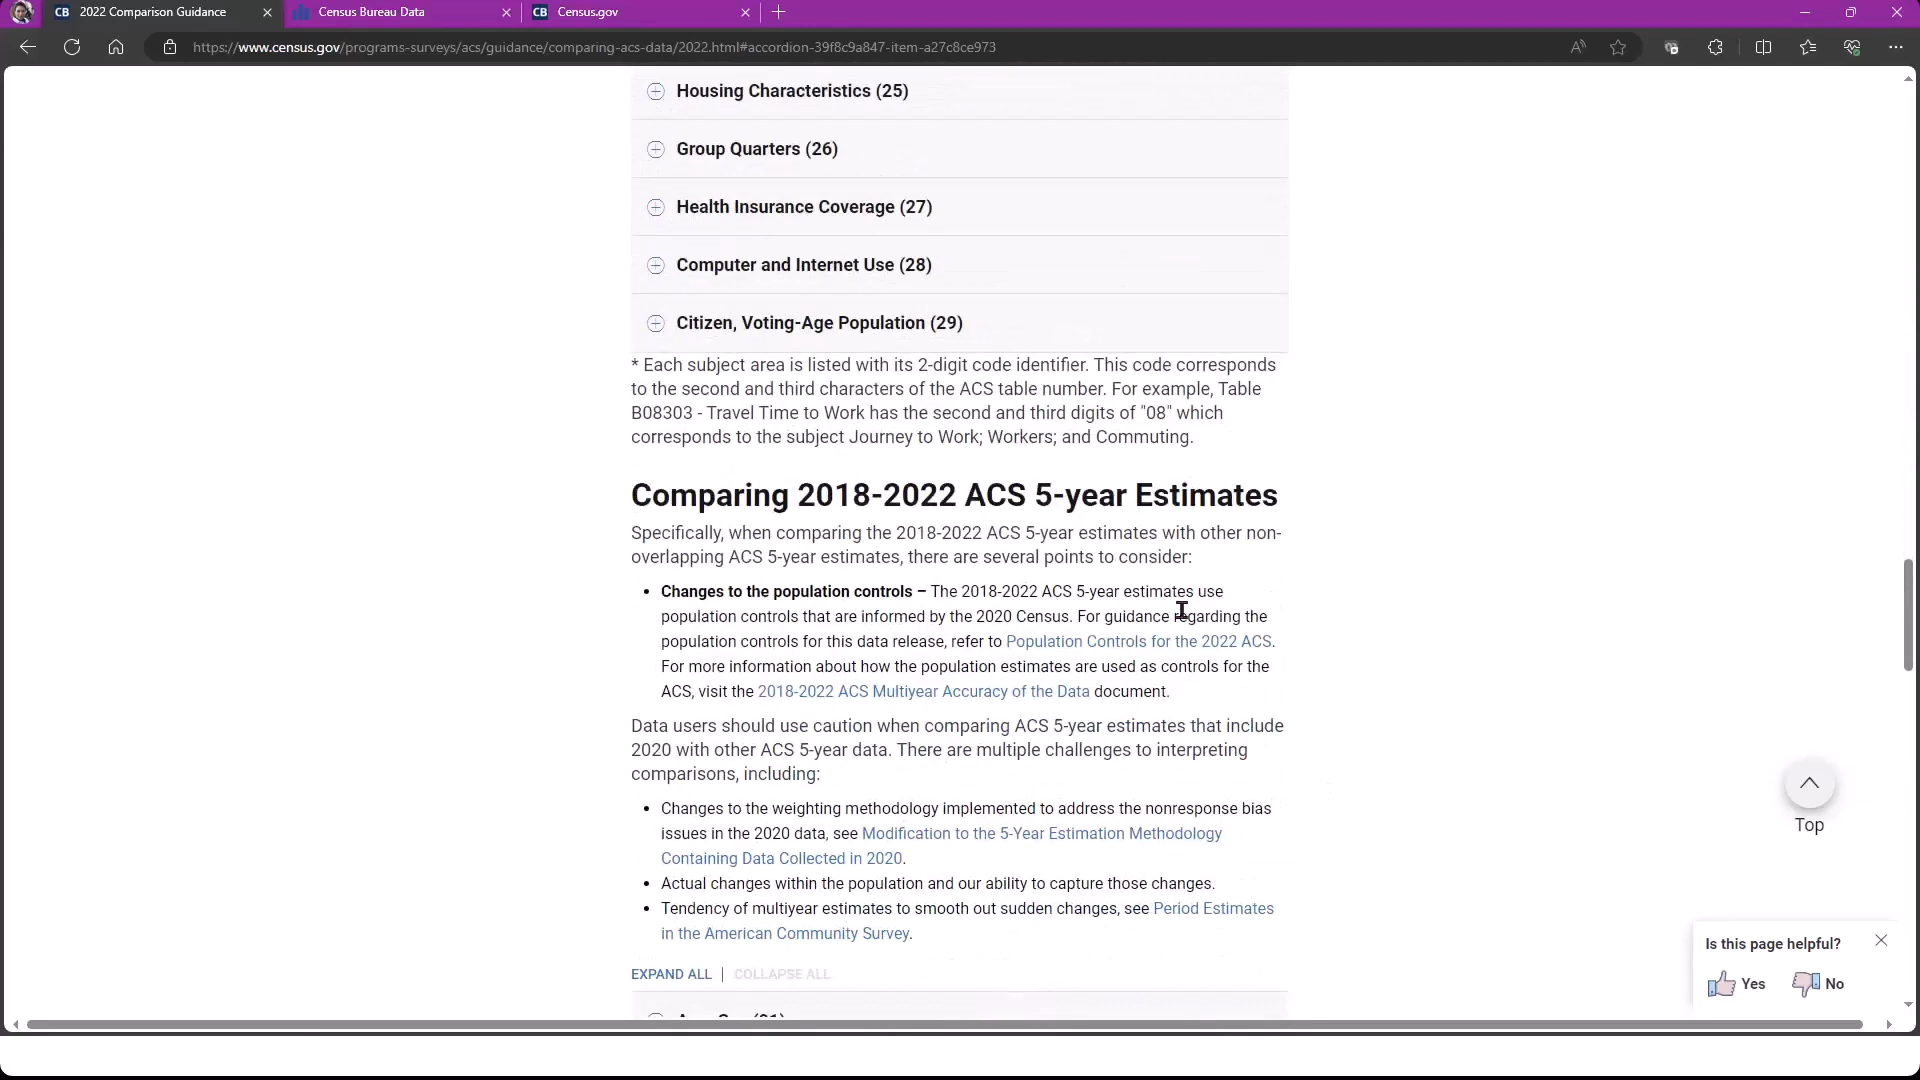 2022 Comparison Guidance
Census Bureau Data
CB Census.gov
https://www.census.gov/programs-surveys/acs/guidance/comparing-acs-data/2022.html#accordion-39f8c9a847-item-a27c8ce973
Housing Characteristics (25)
Group Quarters (26)
Health Insurance Coverage (27)
Computer and Internet Use (28)
Citizen, Voting-Age Population (29)
* Each subject area is listed with its 2-digit code identifier. This code corresponds
to the second and third characters of the ACS table number. For example, Table
B08303 - Travel Time to Work has the second and third digits of "08" which
corresponds to the subject Journey to Work; Workers; and Commuting.
Comparing 2018-2022 ACS 5-year Estimates
Specifically, when comparing the 2018-2022 ACS 5-year estimates with other non-
overlapping ACS 5-year estimates, there are several points to consider:
• Changes to the population controls – The 2018-2022 ACS 5-year estimates use
population controls that are informed by the 2020 Census. For guidance regarding the
population controls for this data release, refer to Population Controls for the 2022 ACS.
For more information about how the population estimates are used as controls for the
ACS, visit the 2018-2022 ACS Multiyear Accuracy of the Data document.
Data users should use caution when comparing ACS 5-year estimates that include
2020 with other ACS 5-year data. There are multiple challenges to interpreting
comparisons, including:
• Changes to the weighting methodology implemented to address the nonresponse bias
issues in the 2020 data, see Modification to the 5-Year Estimation Methodology
Containing Data Collected in 2020.
• Actual changes within the population and our ability to capture those changes.
• Tendency of multiyear estimates to smooth out sudden changes, see Period Estimates
in the American Community Survey.
EXPAND ALL | COLLAPSE ALL
Top
Is this page helpful?
Yes No